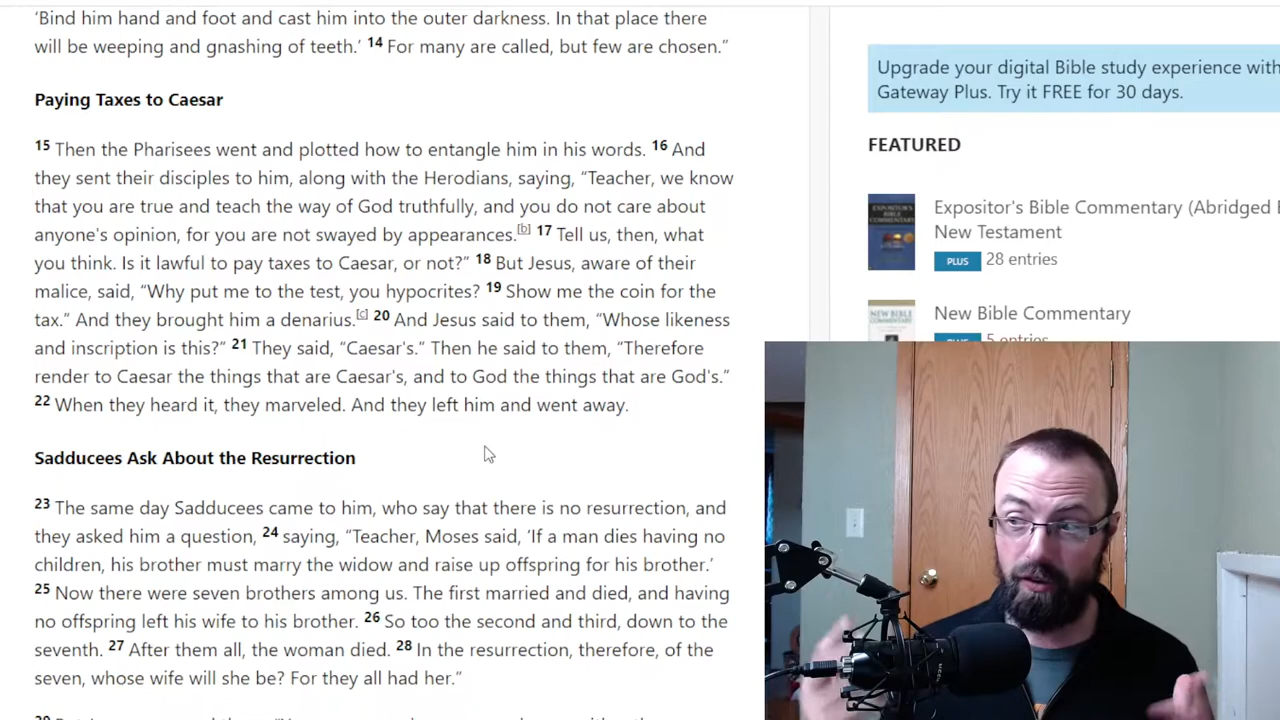 ‘Bind him hand and foot and cast him into the outer darkness. In that place there
will be weeping and gnashing of teeth.’ 14 For many are called, but few are chosen.”
Paying Taxes to Caesar
15 Then the Pharisees went and plotted how to entangle him in his words. 16 And
they sent their disciples to him, along with the Herodians, saying, “Teacher, we know
that you are true and teach the way of God truthfully, and you do not care about
anyone's opinion, for you are not swayed by appearances.[b] 17 Tell us, then, what
you think. Is it lawful to pay taxes to Caesar, or not?” 18 But Jesus, aware of their
malice, said, “Why put me to the test, you hypocrites? 19 Show me the coin for the
tax.” And they brought him a denarius.[c] 20 And Jesus said to them, “Whose likeness
and inscription is this?” 21 They said, “Caesar's.” Then he said to them, “Therefore
render to Caesar the things that are Caesar's, and to God the things that are God's.”
22 When they heard it, they marveled. And they left him and went away.
Sadducees Ask About the Resurrection
23 The same day Sadducees came to him, who say that there is no resurrection, and
they asked him a question, 24 saying, “Teacher, Moses said, ‘If a man dies having no
children, his brother must marry the widow and raise up offspring for his brother.’
25 Now there were seven brothers among us. The first married and died, and having
no offspring left his wife to his brother. 26 So too the second and third, down to the
seventh. 27 After them all, the woman died. 28 In the resurrection, therefore, of the
seven, whose wife will she be? For they all had her.”
Upgrade your digital Bible study experience with
Gateway Plus. Try it FREE for 30 days.
FEATURED
Expositor's Bible Commentary (Abridged
New Testament
PLUS 28 entries
New Bible Commentary
PLUS 5 entries